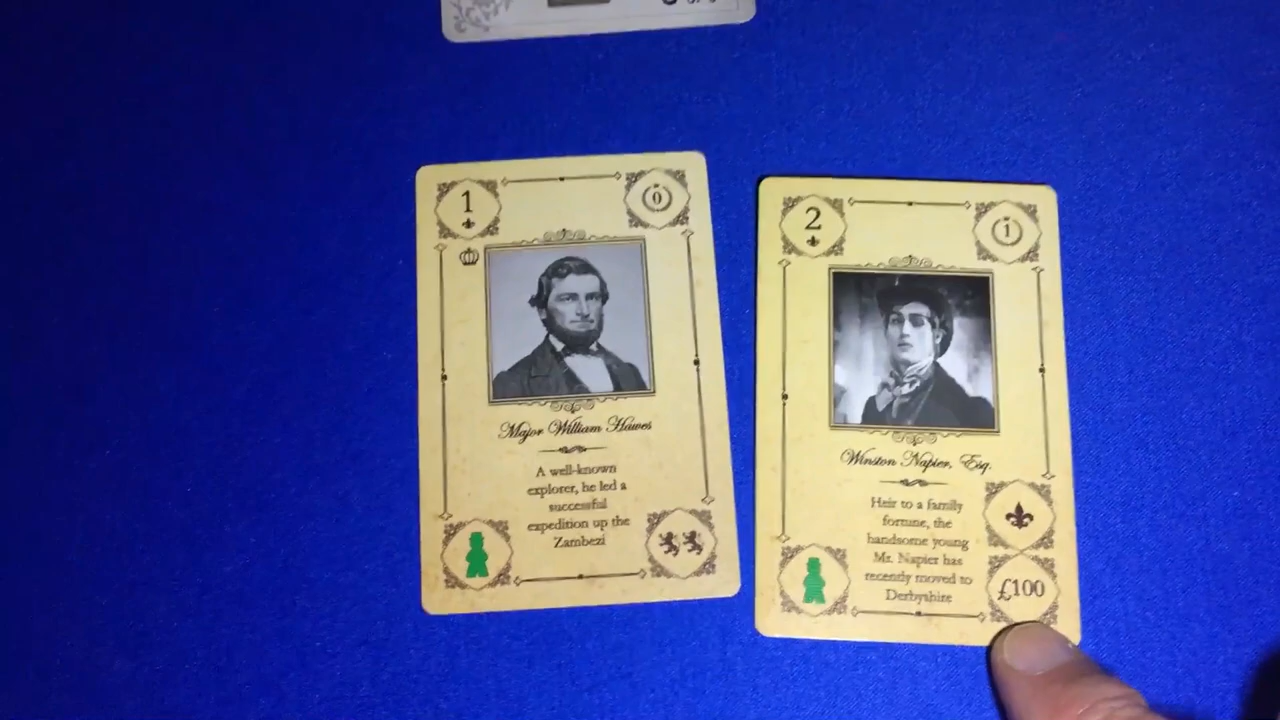 1
0
Major William Hawes
A well-known
explorer, he led a
successful
expedition up the
Zambezi
2
1
Winston Napier, Esq.
Heir to a family
fortune, the
handsome young
Mr. Napier has
recently moved to
Derbyshire
£100